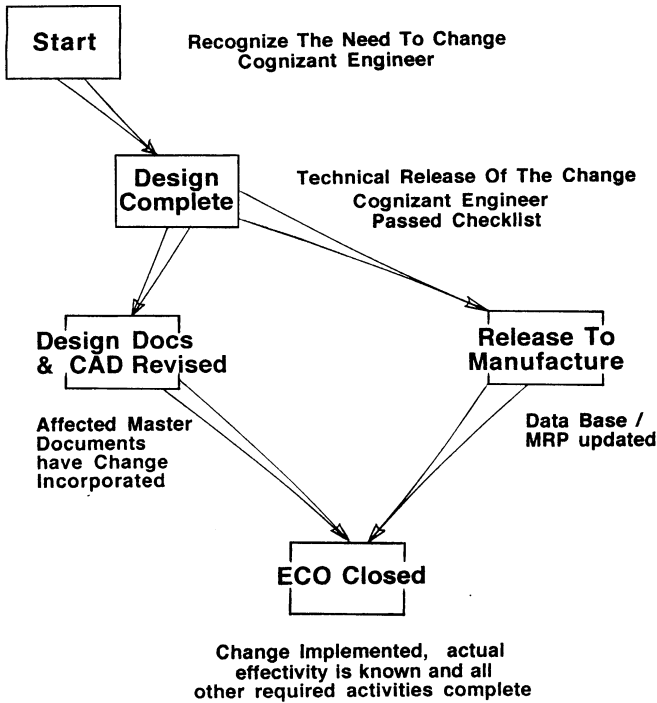 Start
Recognize The Need To Change
Cognizant Engineer
Design
Complete
Technical Release Of The Change
Cognizant Engineer
Passed Checklist
Design Docs
& CAD Revised
Release To
Manufacture
Affected Master
Documents
have Change
Incorporated
Data Base /
MRP updated
ECO Closed
Change Implemented, actual
effectivity is known and all
other required activities complete